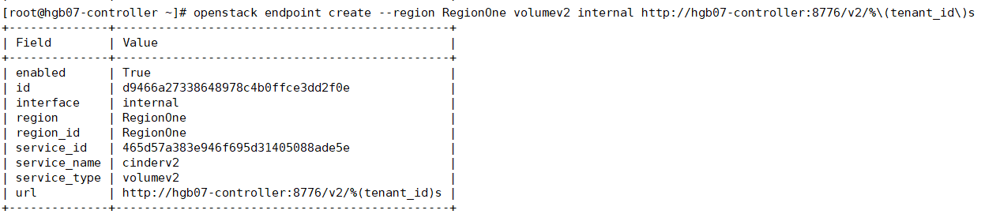 [root@hgb07-controller ~]# openstack endpoint create --region RegionOne volumev2 internal http://hgb07-controller:8776/v2/%\(tenant_id\)s
+--------------+-----------------------------------------------+
| Field        | Value                                         |
+--------------+-----------------------------------------------+
| enabled      | True                                          |
| id           | d9466a27338648978c4b0ffce3dd2f0e              |
| interface    | internal                                      |
| region       | RegionOne                                     |
| region_id    | RegionOne                                     |
| service_id   | 465d57a383e946f695d31405088ade5e              |
| service_name | cinderv2                                      |
| service_type | volumev2                                      |
| url          | http://hgb07-controller:8776/v2/%(tenant_id)s |
+--------------+-----------------------------------------------+